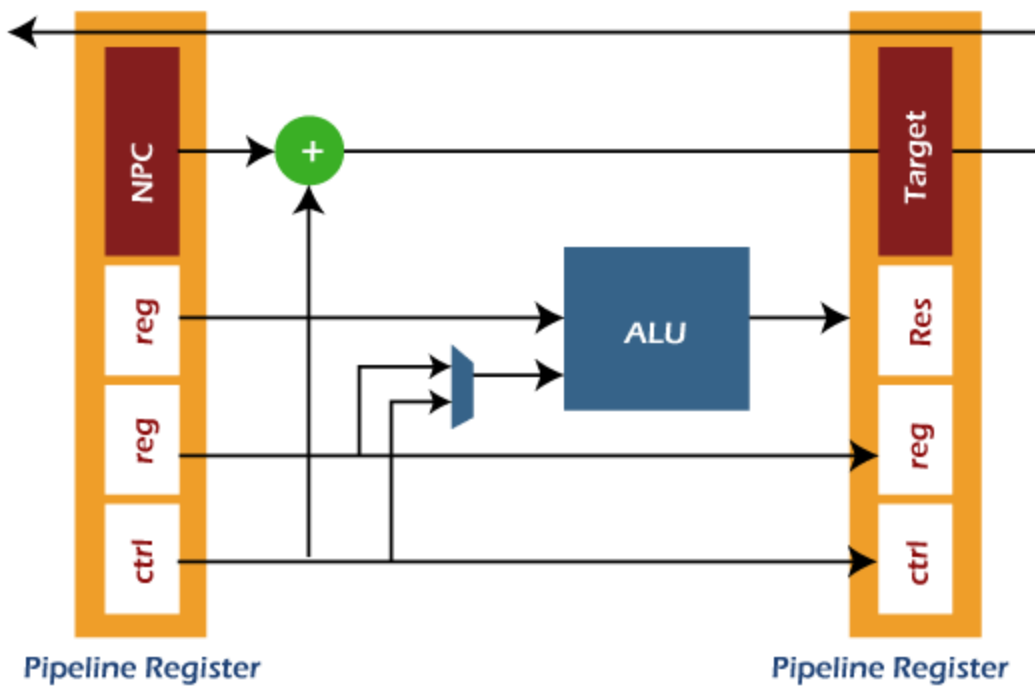 NPC
+
Target
reg
ALU
Res
reg
reg
ctrl
ctrl
Pipeline Register
Pipeline Register